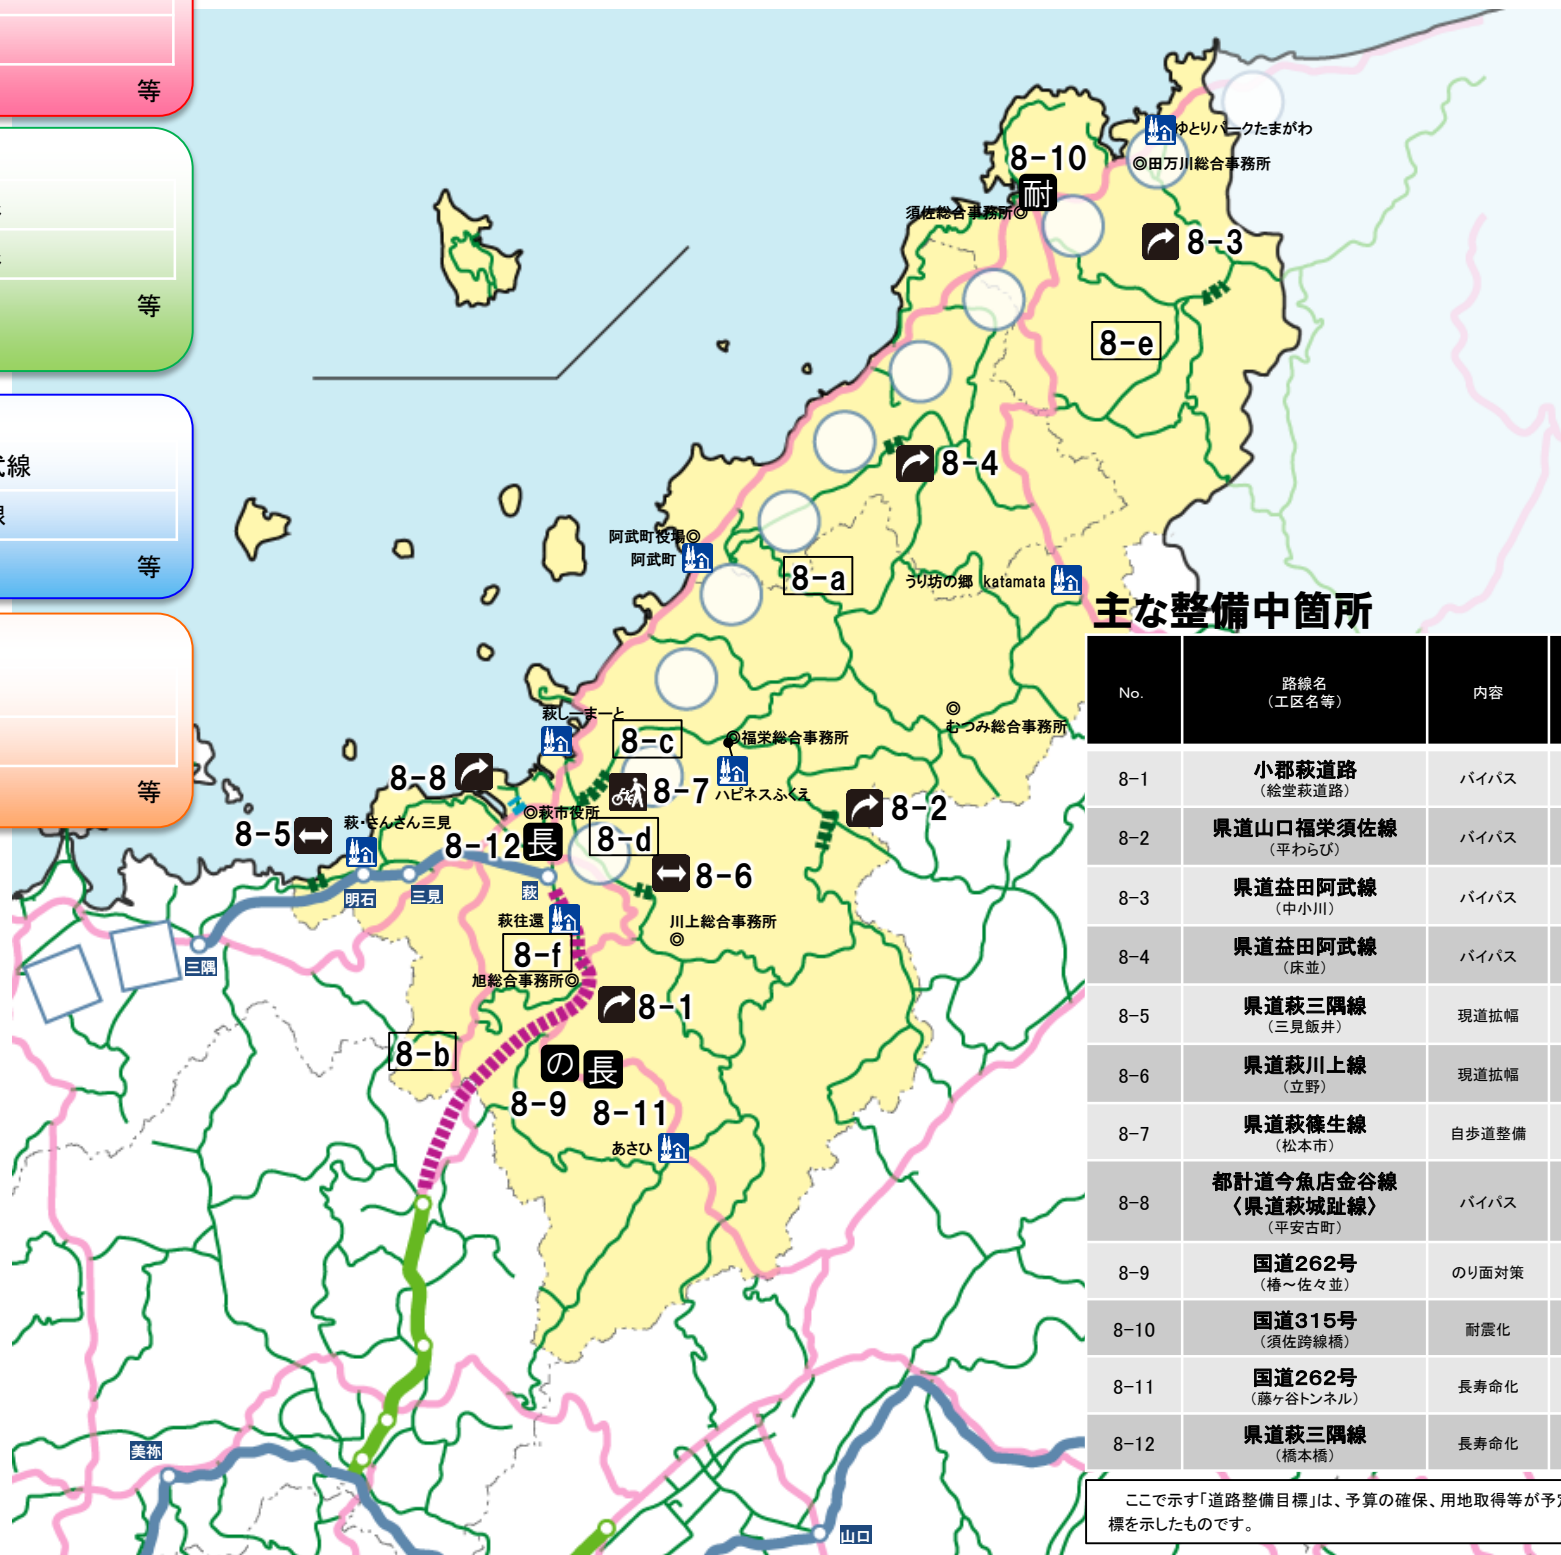 等
等
線
等
等
ゆとりパークたまがわ
8-10
◎田万川総合事務所
耐
須佐総合事務所◎
8-3
8-e
8-4
阿武町役場◎
阿武町
8-a
うり坊の郷 katamata
萩しーまーと
8-c
◎福栄総合事務所
◎
むつみ総合事務所
8-8
8-7
ハピネスふくえ
8-2
萩・さんさん三見
◎萩市役所
8-5
8-12
長
8-d
8-6
明石
三見
萩
萩往還
川上総合事務所
◎
8-f
三隅
旭総合事務所◎
8-1
8-b
の
長
8-9
8-11
あさひ
美祢
山口
主な整備中箇所
No.
路線名
(工区名等)
内容
8-1
小郡萩道路
(絵堂萩道路)
バイパス
8-2
県道山口福栄須佐線
(平わらび)
バイパス
8-3
県道益田阿武線
(中小川)
バイパス
8-4
県道益田阿武線
(床並)
バイパス
8-5
県道萩三隅線
(三見飯井)
現道拡幅
8-6
県道萩川上線
(立野)
現道拡幅
8-7
県道萩篠生線
(松本市)
自歩道整備
8-8
都計道今魚店金谷線
〈県道萩城趾線〉
(平安古町)
バイパス
8-9
国道262号
(椿～佐々並)
のり面対策
8-10
国道315号
(須佐跨線橋)
耐震化
8-11
国道262号
(藤ヶ谷トンネル)
長寿命化
8-12
県道萩三隅線
(橋本橋)
長寿命化
ここで示す「道路整備目標」は、予算の確保、用地取得等が予定
標を示したものです。